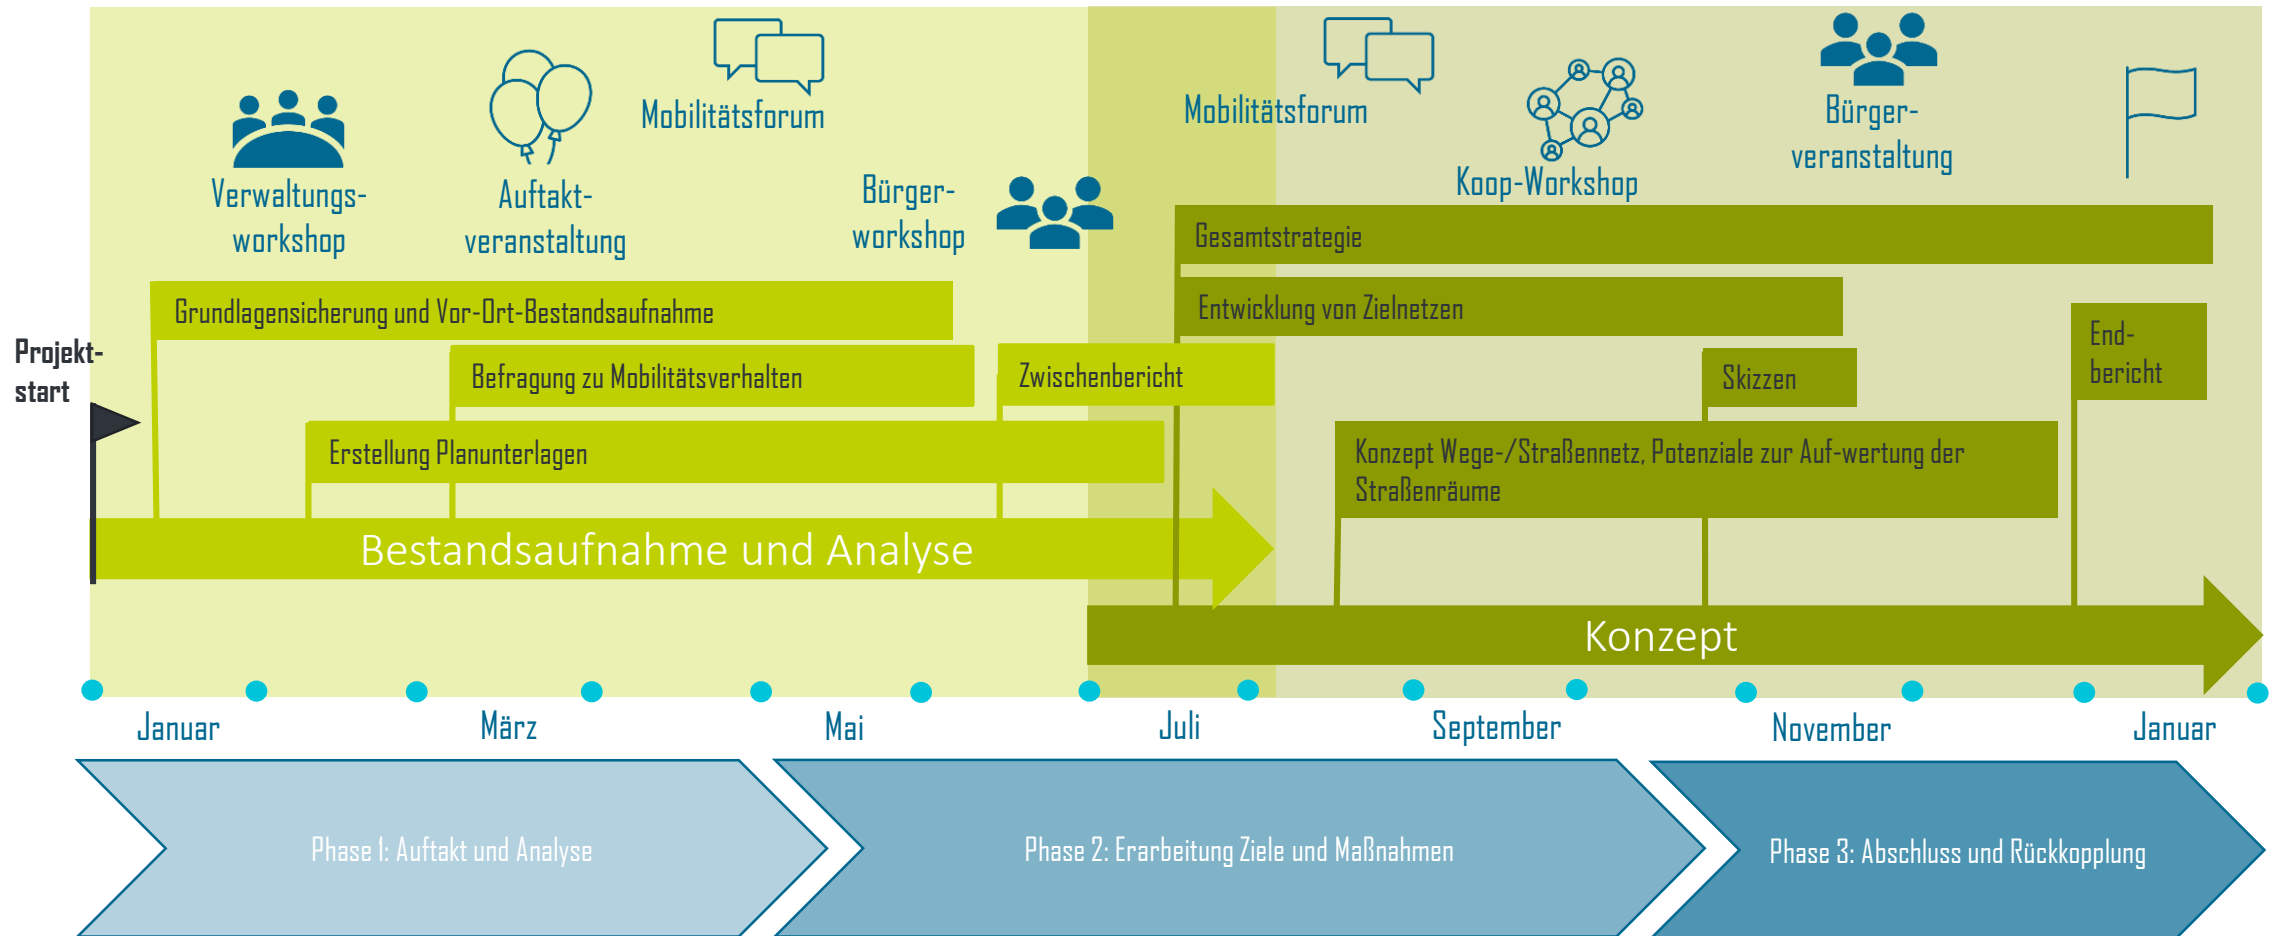 Mobilitätsforum
Verwaltungs-
workshop
Auftakt-
veranstaltung
Bürger-
workshop
Mobilitätsforum
Koop-Workshop
Bürger-
veranstaltung
Projekt-
start
Grundlagensicherung und Vor-Ort-Bestandsaufnahme
Befragung zu Mobilitätsverhalten
Zwischenbericht
Erstellung Planunterlagen
Bestandsaufnahme und Analyse
Gesamtstrategie
Entwicklung von Zielnetzen
Skizzen
End-
bericht
Konzept Wege-/Straßennetz, Potenziale zur Auf-wertung der
Straßenräume
Konzept
Januar
März
Mai
Juli
September
November
Januar
Phase 1: Auftakt und Analyse
Phase 2: Erarbeitung Ziele und Maßnahmen
Phase 3: Abschluss und Rückkopplung